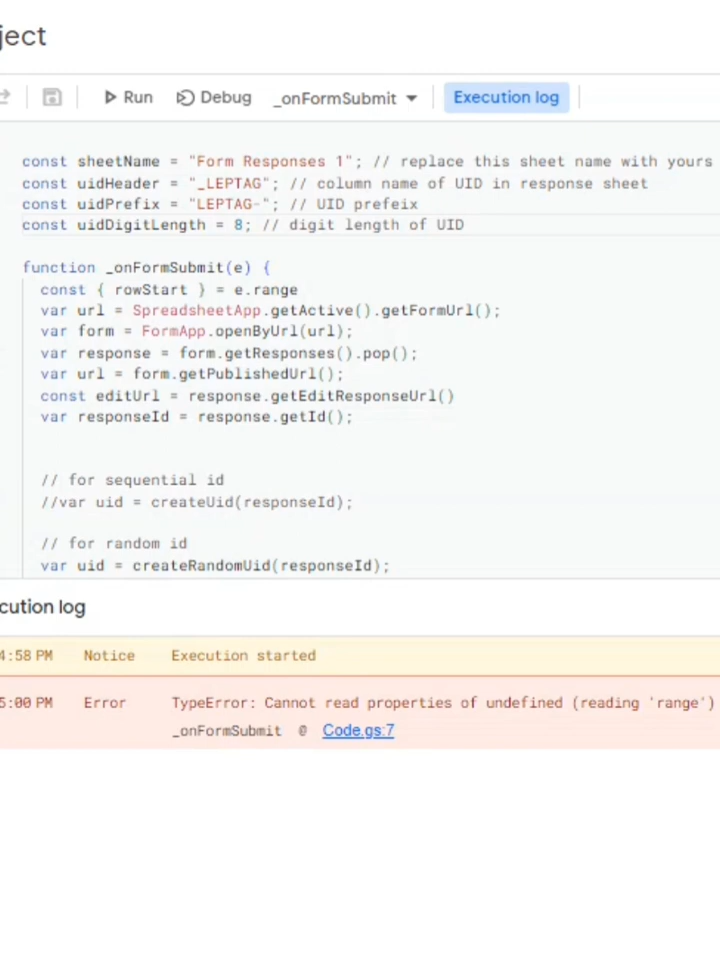 ject
Run Debug _onFormSubmit Execution log
const sheetName = "Form Responses 1"; // replace this sheet name with yours
const uidHeader = "_LEPTAG"; // column name of UID in response sheet
const uidPrefix = "LEPTAG-"; // UID prefeix
const uidDigitLength = 8; // digit length of UID
function _onFormSubmit(e) {
const { rowStart } = e.range
var url = SpreadsheetApp.getActive().getFormUrl();
var form = FormApp.openByUrl(url);
var response = form.getResponses().pop();
var url = form.getPublishedUrl();
const editUrl = response.getEditResponseUrl()
var responseId = response.getId();
// for sequential id
//var uid = createUid(responseId);
// for random id
var uid = createRandomUid(responseId);
cution log
4:58 PM Notice Execution started
5:00 PM Error TypeError: Cannot read properties of undefined (reading 'range')
_onFormSubmit @ Code.gs:7